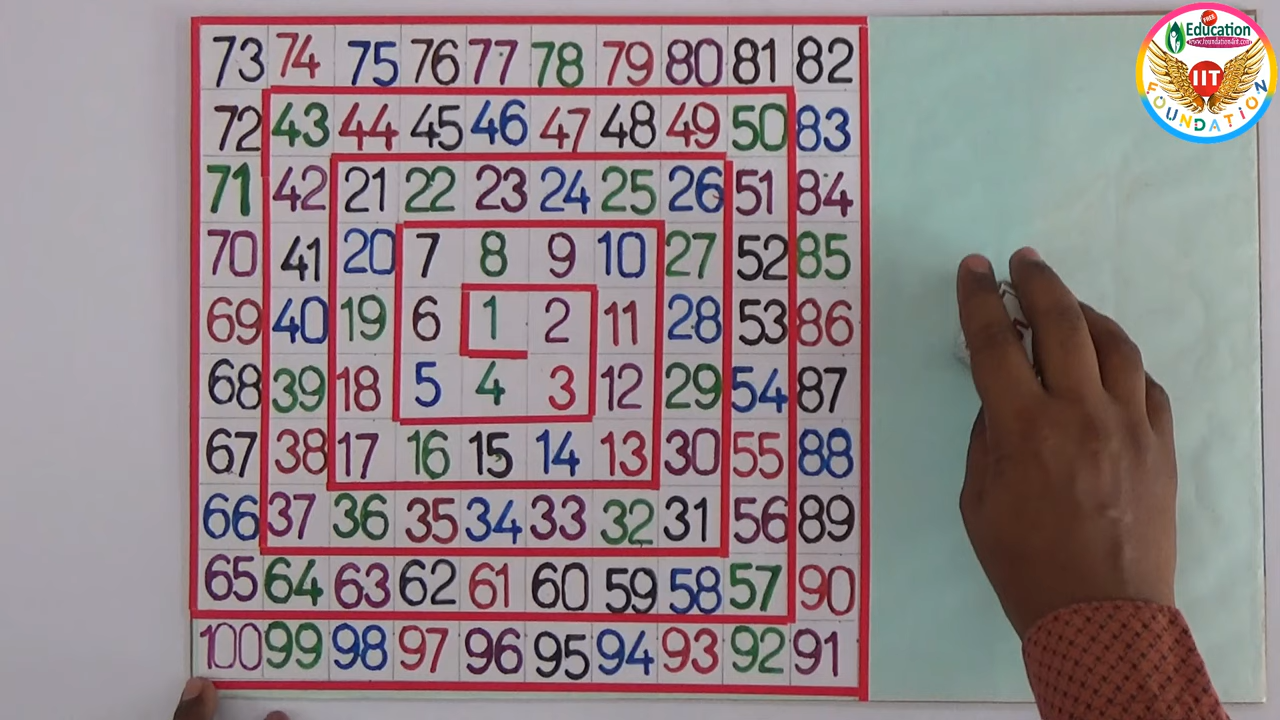 73 74 75 76 77 78 79 80 81 82
72 43 44 45 46 47 48 49 50 83
71 42 21 22 23 24 25 26 51 84
70 41 20 7 8 9 10 27 52 85
69 40 19 6 1 2 11 28 53 86
68 39 18 5 4 3 12 29 54 87
67 38 17 16 15 14 13 30 55 88
66 37 36 35 34 33 32 31 56 89
65 64 63 62 61 60 59 58 57 90
100 99 98 97 96 95 94 93 92 91
FREE
Education
www.foundation4iit.com
IIT
FOUNDATION